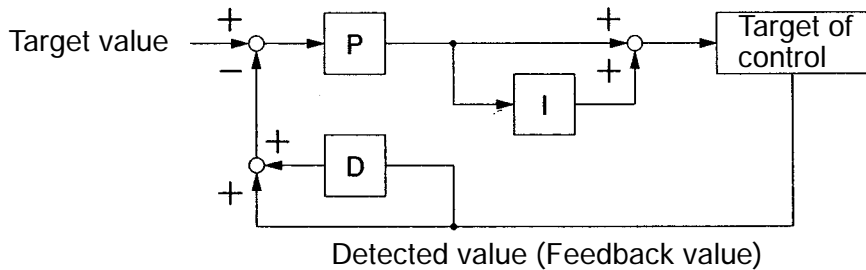 Target value
+
−
P
+
+
I
Target of
control
+
+
D
Detected value (Feedback value)